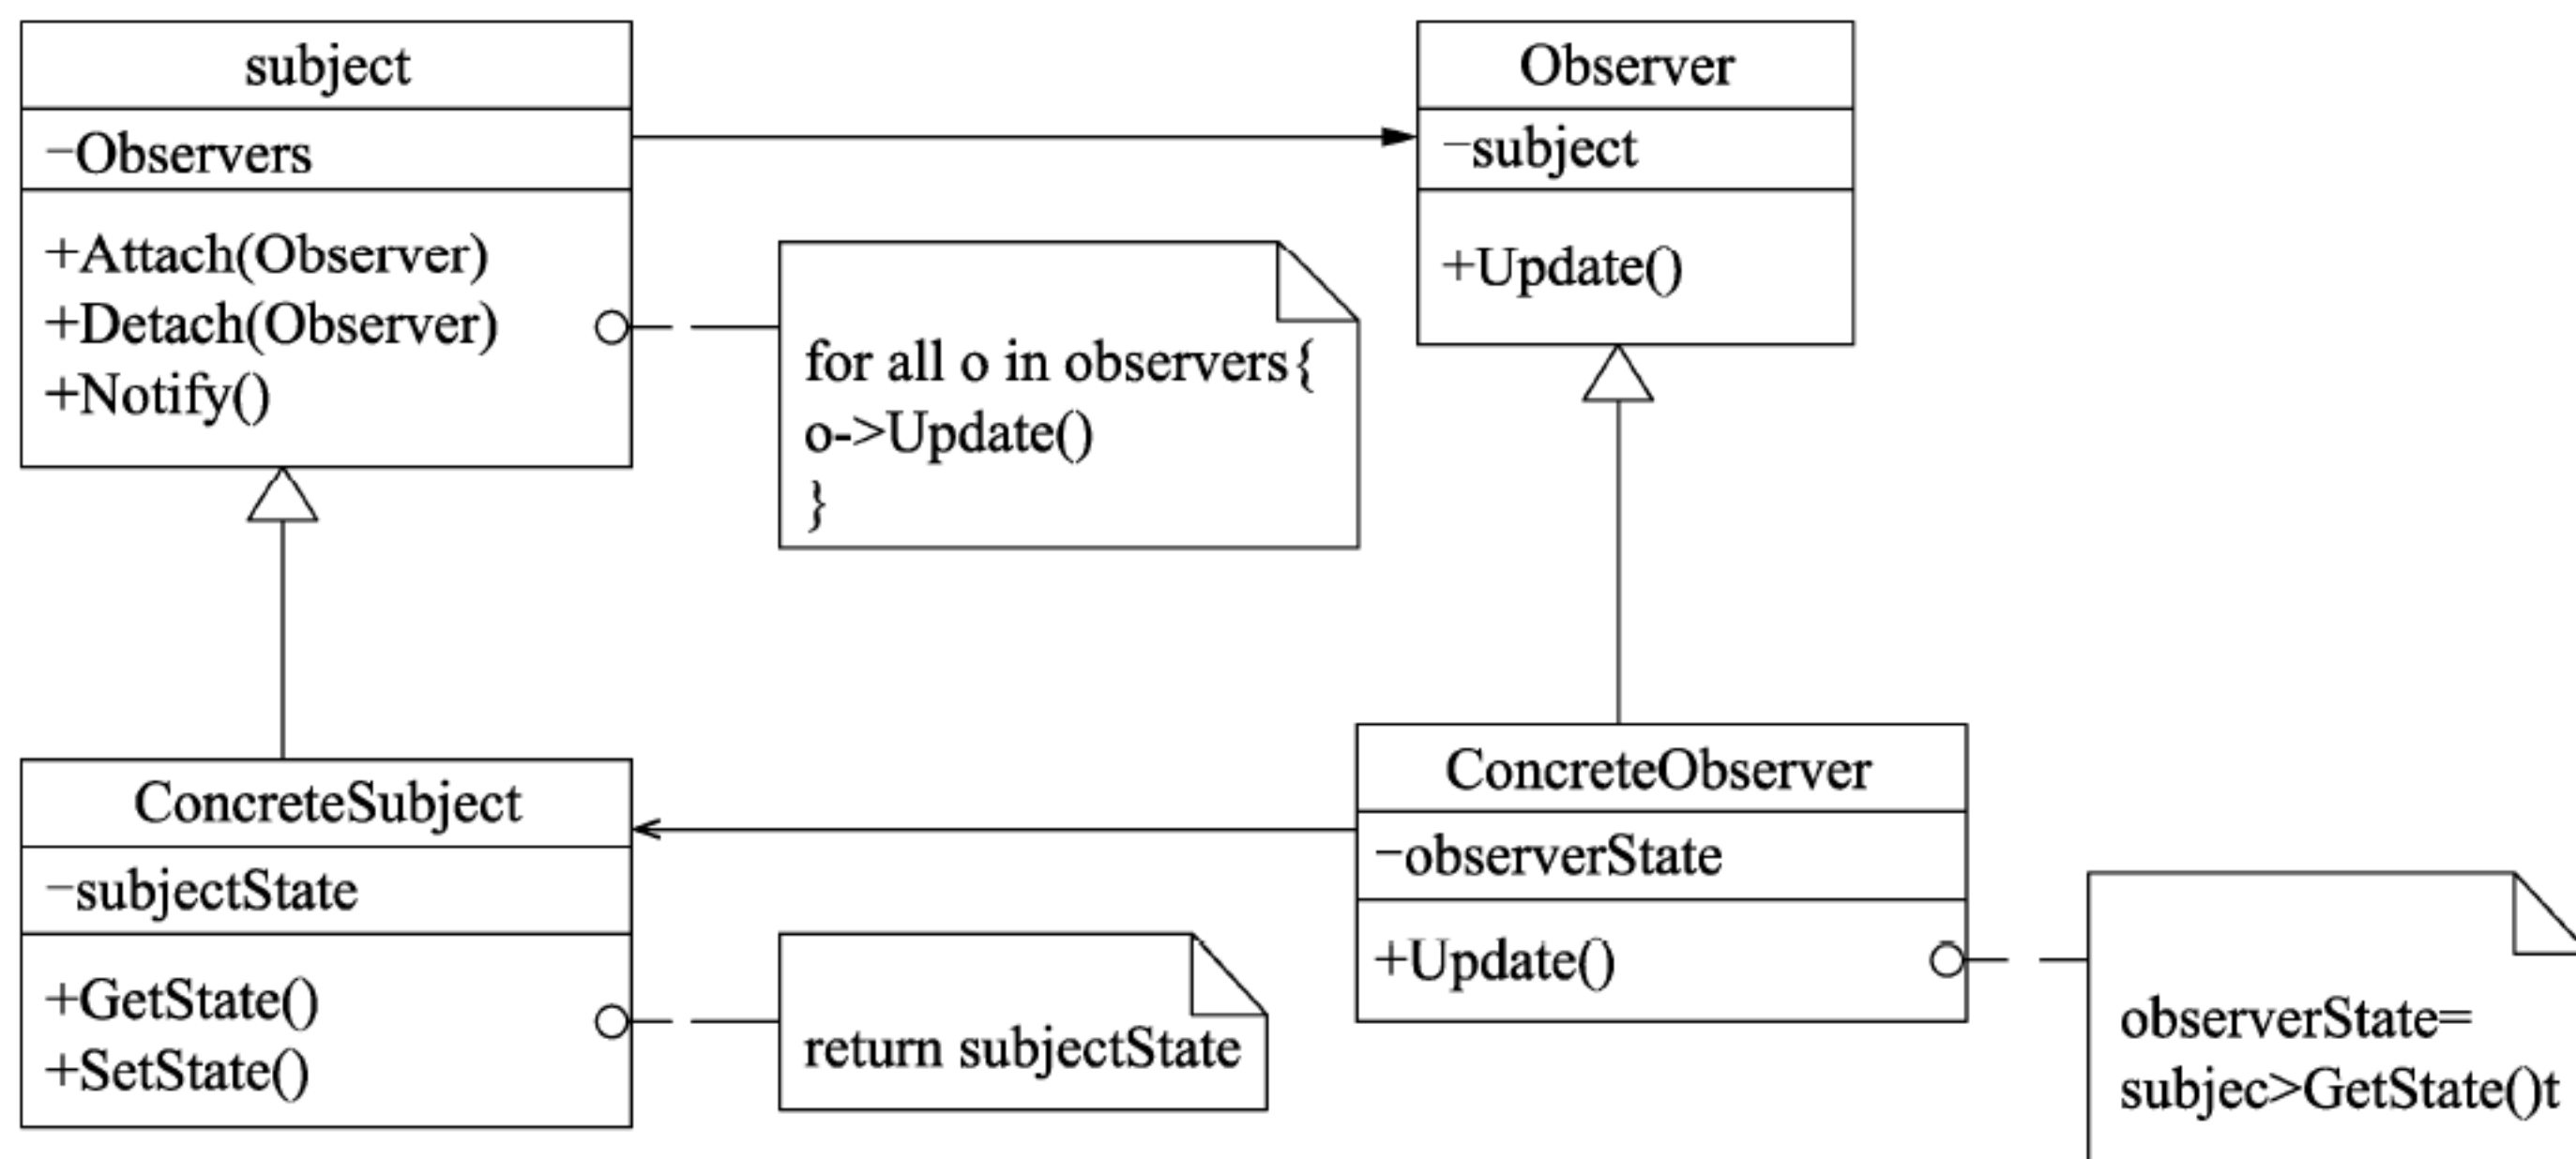 subject
−Observers
+Attach(Observer)
+Detach(Observer)
+Notify()
for all o in observers{
o->Update()
}
Observer
−subject
+Update()
ConcreteSubject
−subjectState
+GetState()
+SetState()
return subjectState
ConcreteObserver
−observerState
+Update()
observerState=
subjec>GetState()t